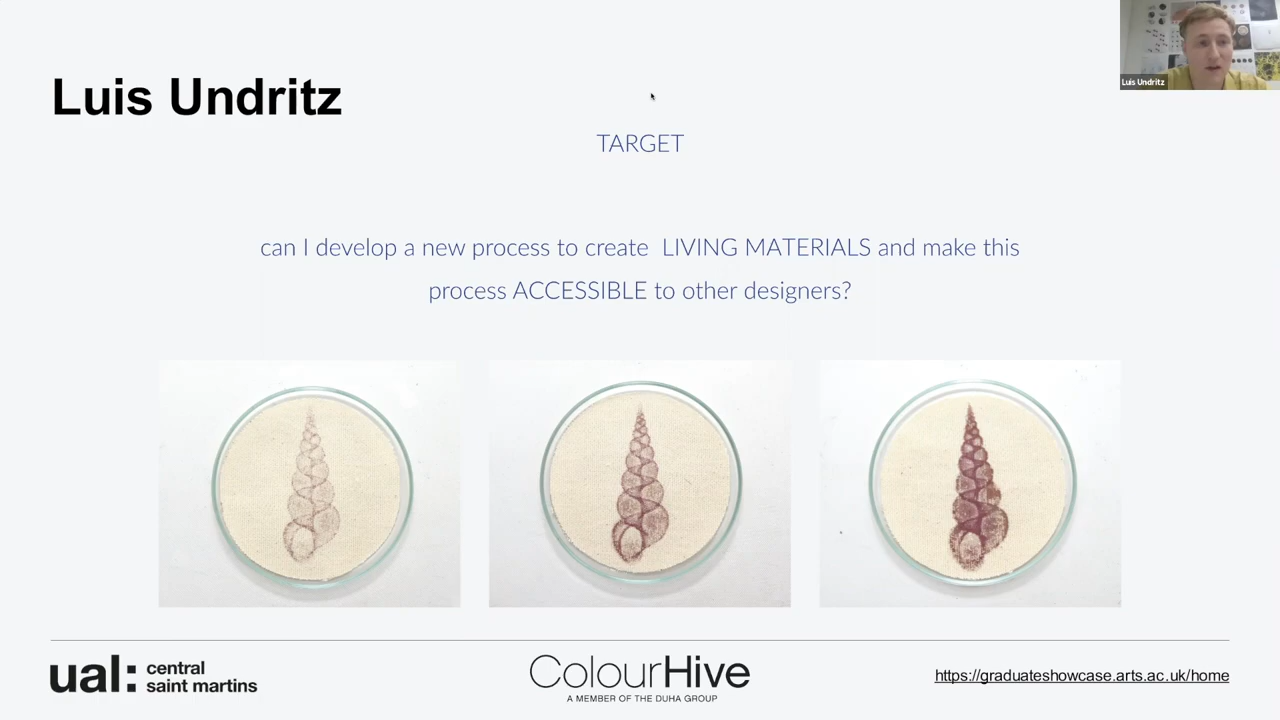 Luis Undritz
Luis Undritz
TARGET
can I develop a new process to create  LIVING MATERIALS and make this
process ACCESSIBLE to other designers?
ual: central
saint martins
ColourHive
A MEMBER OF THE DUHA GROUP
https://graduateshowcase.arts.ac.uk/home